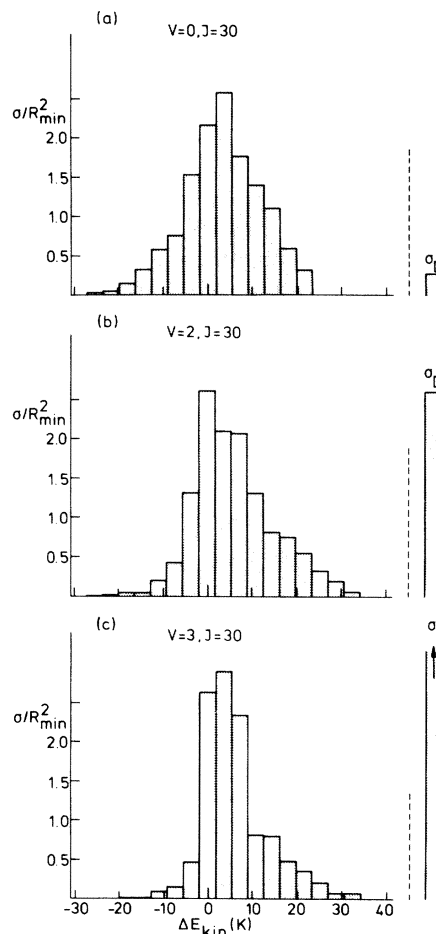 (a)
V=0, J=30
σ/R²min
2.0
1.5
1.0
0.5
(b)
V=2, J=30
σ/R²min
2.0
1.5
1.0
0.5
(c)
V=3, J=30
σ/R²min
2.0
1.5
1.0
0.5
σ
-30 -20 -10 0 10 20 30 40
ΔEkin(K)